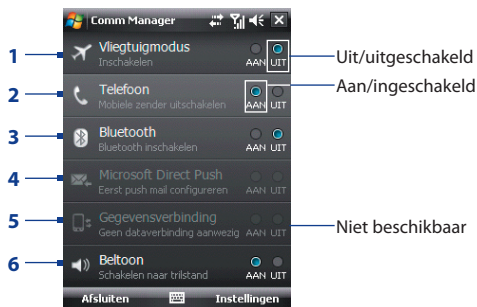 Comm Manager
1 Vliegtuigmodus
Inschakelen AAN UIT
Uit/uitgeschakeld
2 Telefoon
Mobiele zender uitschakelen AAN UIT
Aan/ingeschakeld
3 Bluetooth
Bluetooth inschakelen AAN UIT
4 Microsoft Direct Push
Eerst push mail configureren AAN UIT
5 Gegevensverbinding
Geen dataverbinding aanwezig AAN UIT
Niet beschikbaar
6 Beltoon
Schakelen naar trilstand AAN UIT
Afsluiten Instellingen